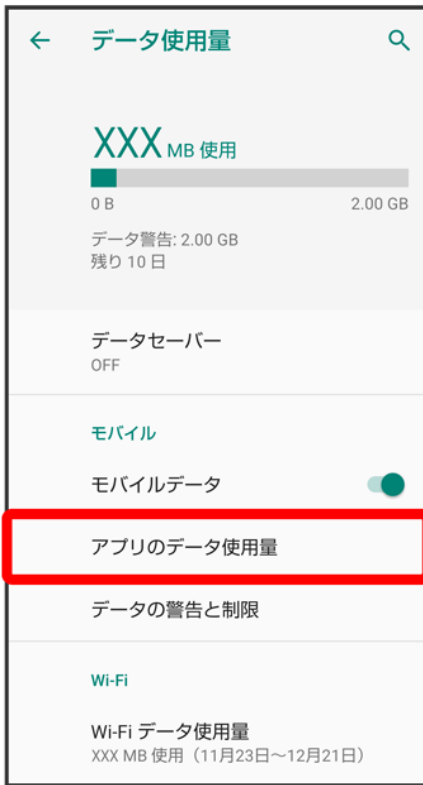 データ使用量
XXX MB 使用
0 B 2.00 GB
データ警告: 2.00 GB
残り 10 日
データセーバー
OFF
モバイル
モバイルデータ
アプリのデータ使用量
データの警告と制限
Wi-Fi
Wi-Fi データ使用量
XXX MB 使用（11月23日～12月21日）